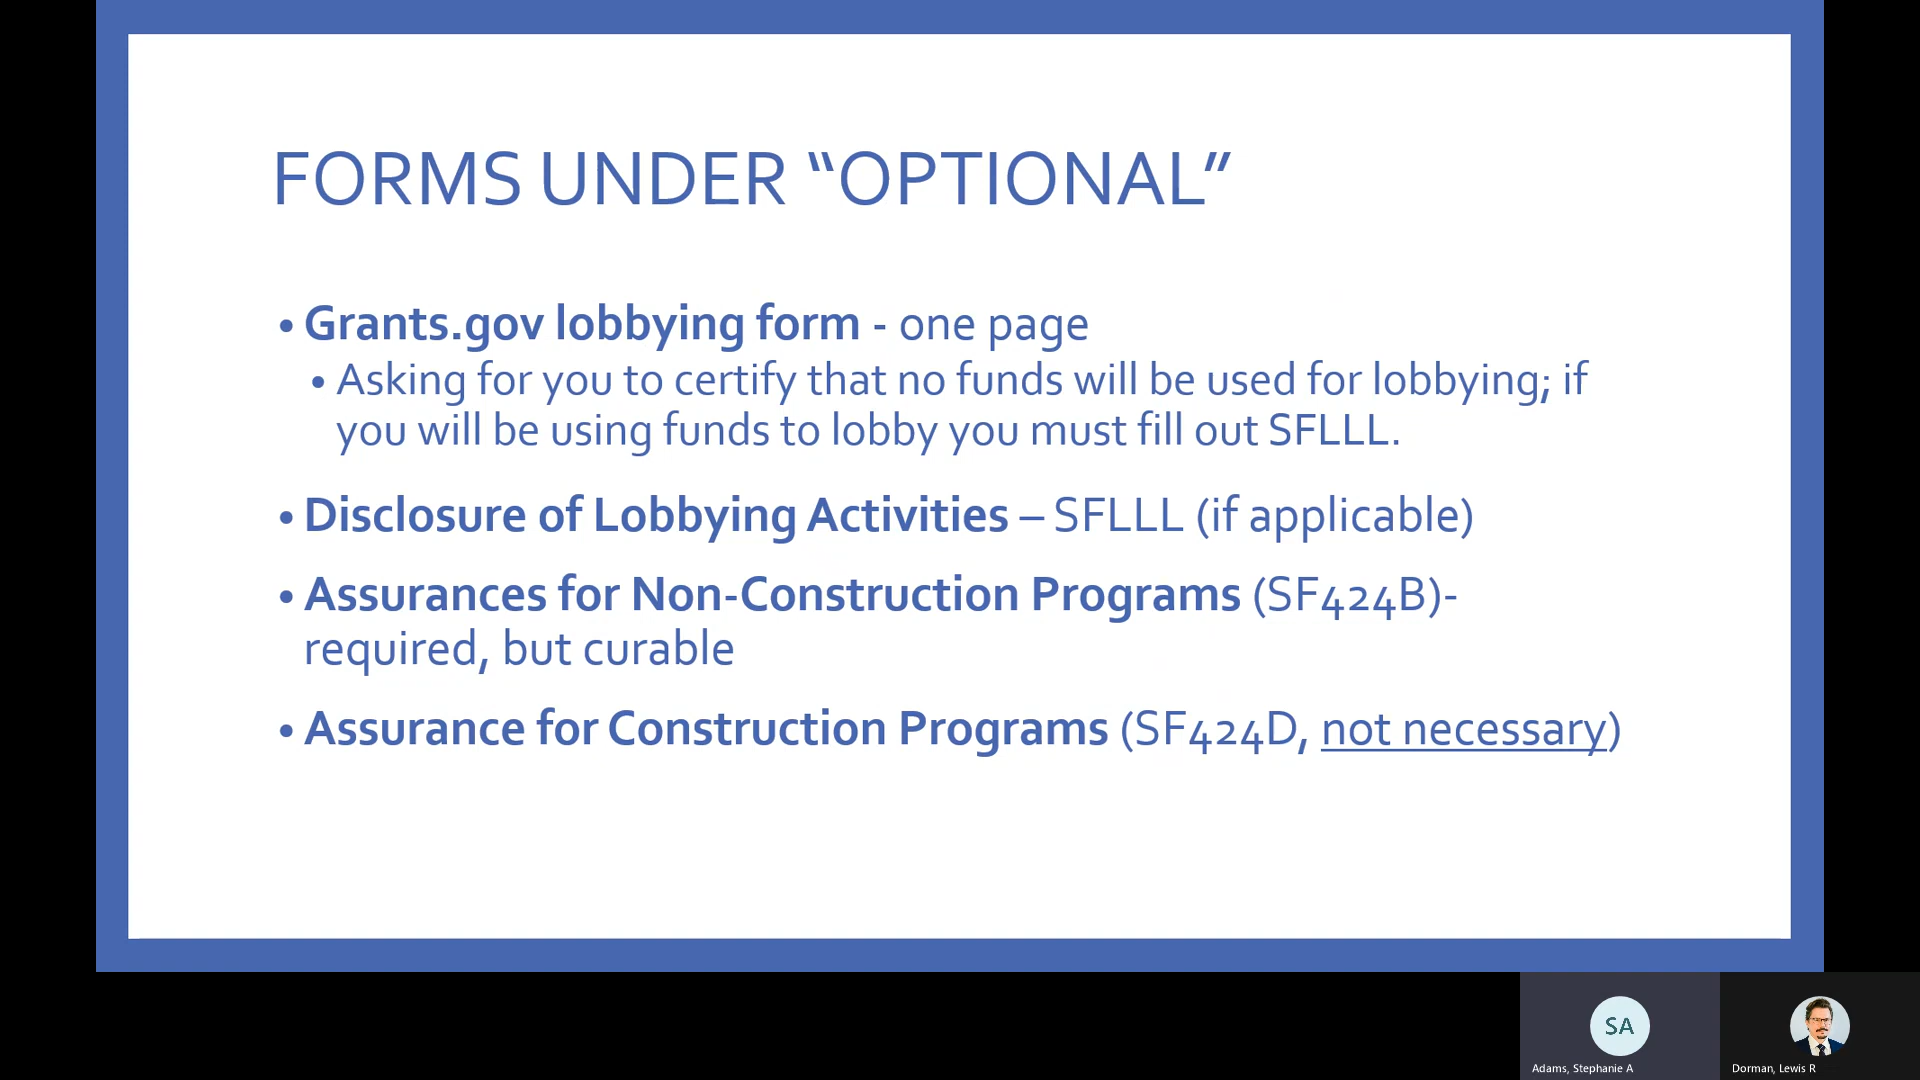 FORMS UNDER “OPTIONAL”
• Grants.gov lobbying form - one page
• Asking for you to certify that no funds will be used for lobbying; if
you will be using funds to lobby you must fill out SFLLL.
• Disclosure of Lobbying Activities – SFLLL (if applicable)
• Assurances for Non-Construction Programs (SF424B)-
required, but curable
• Assurance for Construction Programs (SF424D, not necessary)
SA
Adams, Stephanie A
Dorman, Lewis R